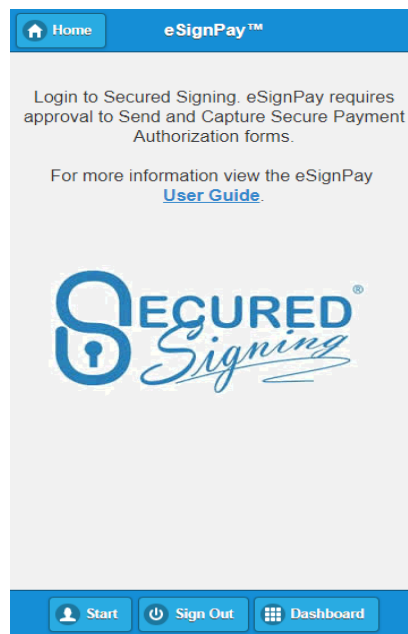 Home
eSignPay™
Login to Secured Signing. eSignPay requires
approval to Send and Capture Secure Payment
Authorization forms.
For more information view the eSignPay
User Guide.
SECURED®
Signing
Start
Sign Out
Dashboard